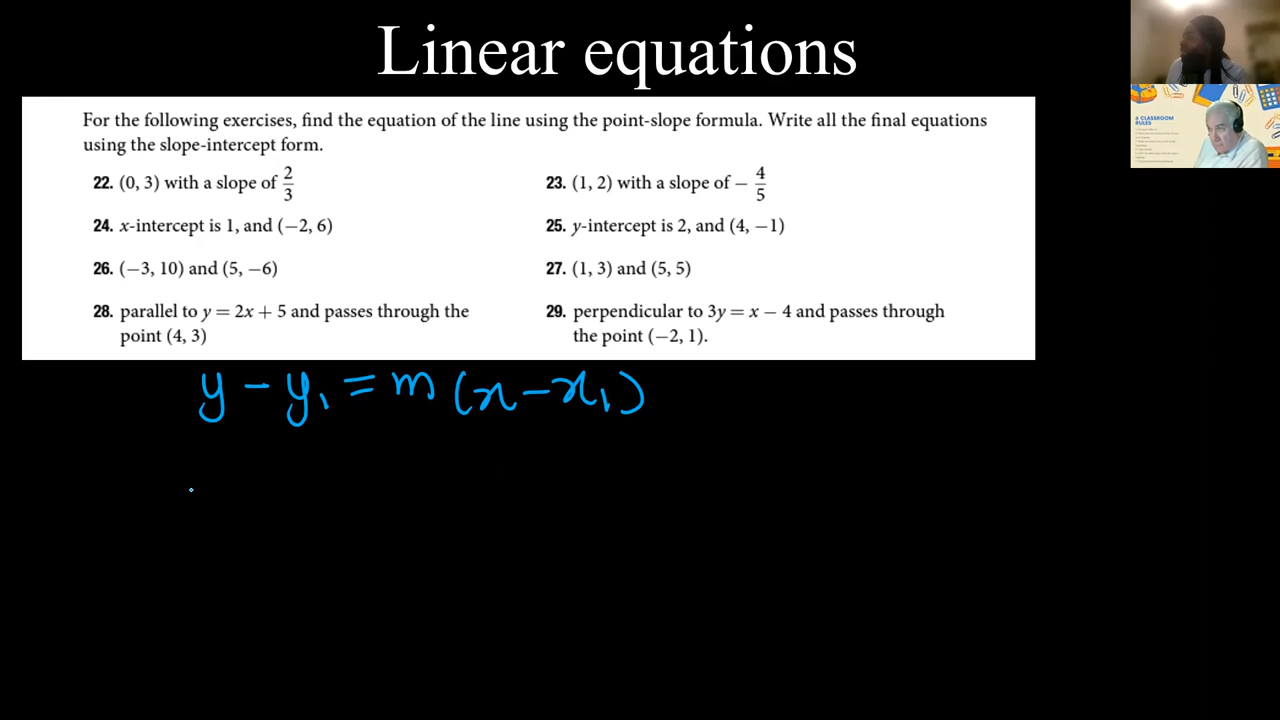 Linear equations
For the following exercises, find the equation of the line using the point-slope formula. Write all the final equations
using the slope-intercept form.
22. (0, 3) with a slope of 2/3
23. (1, 2) with a slope of − 4/5
24. x-intercept is 1, and (−2, 6)
25. y-intercept is 2, and (4, −1)
26. (−3, 10) and (5, −6)
27. (1, 3) and (5, 5)
28. parallel to y = 2x + 5 and passes through the
point (4, 3)
29. perpendicular to 3y = x − 4 and passes through
the point (−2, 1).
y − y₁ = m (x − x₁)
CLASSROOM
RULES